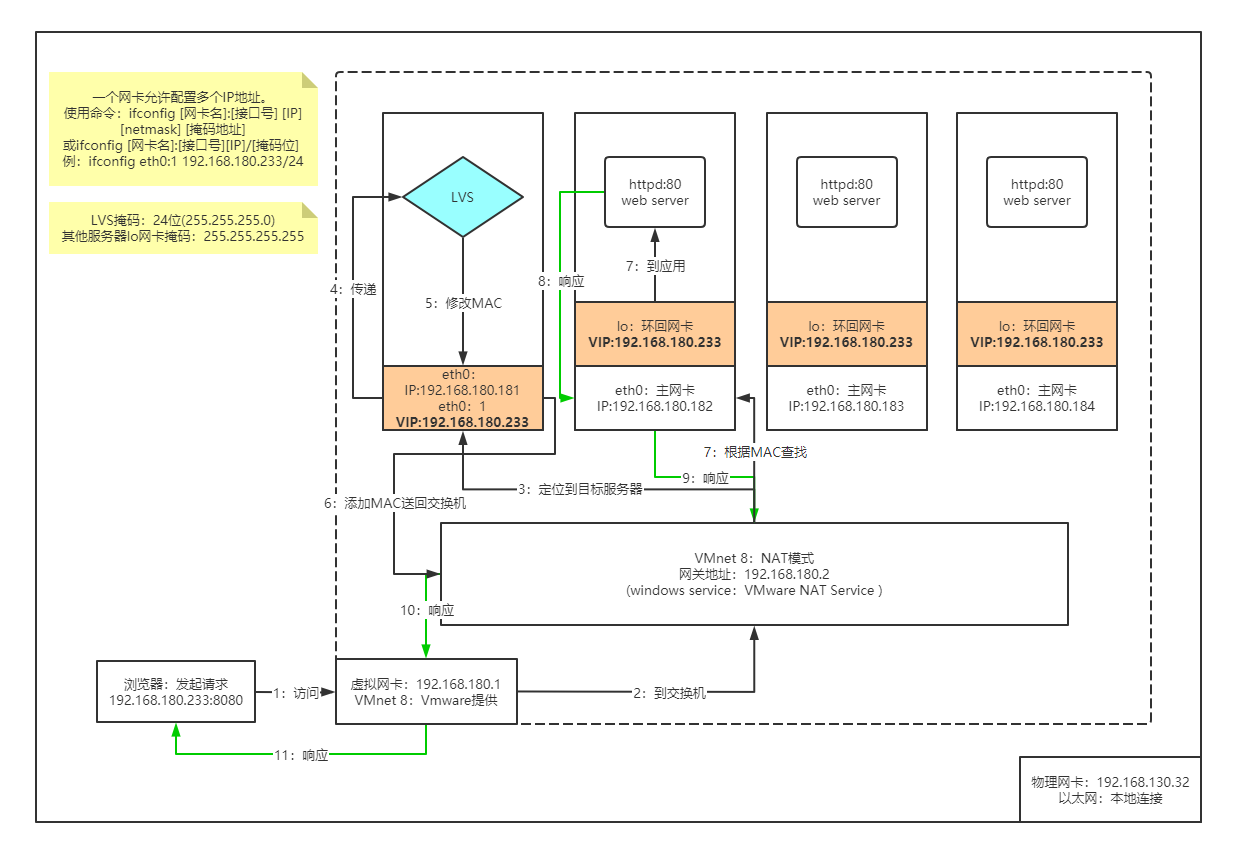 一个网卡允许配置多个IP地址。
使用命令：ifconfig [网卡名]:[接口号] [IP]
[netmask] [掩码地址]
或ifconfig [网卡名]:[接口号][IP]/[掩码位]
例：ifconfig eth0:1 192.168.180.233/24
LVS掩码：24位(255.255.255.0)
其他服务器lo网卡掩码：255.255.255.255
LVS
4：传递
5：修改MAC
eth0：
IP:192.168.180.181
eth0：1
VIP:192.168.180.233
httpd:80
web server
8：响应
7：到应用
lo：环回网卡
VIP:192.168.180.233
eth0：主网卡
IP:192.168.180.182
httpd:80
web server
lo：环回网卡
VIP:192.168.180.233
eth0：主网卡
IP:192.168.180.183
httpd:80
web server
lo：环回网卡
VIP:192.168.180.233
eth0：主网卡
IP:192.168.180.184
7：根据MAC查找
9：响应
3：定位到目标服务器
6：添加MAC送回交换机
VMnet 8：NAT模式
网关地址：192.168.180.2
(windows service：VMware NAT Service )
10：响应
浏览器：发起请求
192.168.180.233:8080
1：访问
虚拟网卡：192.168.180.1
VMnet 8：Vmware提供
2：到交换机
11：响应
物理网卡：192.168.130.32
以太网：本地连接